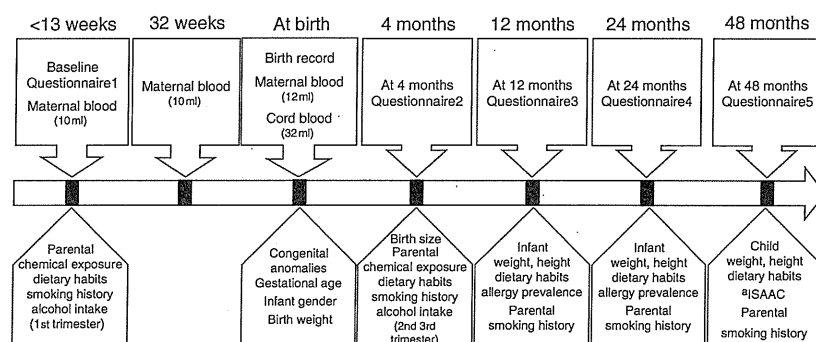 <13 weeks
32 weeks
At birth
4 months
12 months
24 months
48 months
Baseline
Questionnaire1
Maternal blood
(10ml)
Maternal blood
(10ml)
Birth record
Maternal blood
(12ml)
Cord blood
(32ml)
At 4 months
Questionnaire2
At 12 months
Questionnaire3
At 24 months
Questionnaire4
At 48 months
Questionnaire5
Parental
chemical exposure
dietary habits
smoking history
alcohol intake
(1st trimester)
Congenital
anomalies
Gestational age
Infant gender
Birth weight
Birth size
Parental
chemical exposure
dietary habits
smoking history
alcohol intake
(2nd 3rd
trimester)
Infant
weight, height
dietary habits
allergy prevalence
Parental
smoking history
Infant
weight, height
dietary habits
allergy prevalence
Parental
smoking history
Child
weight, height
dietary habits
ᵃISAAC
Parental
smoking history